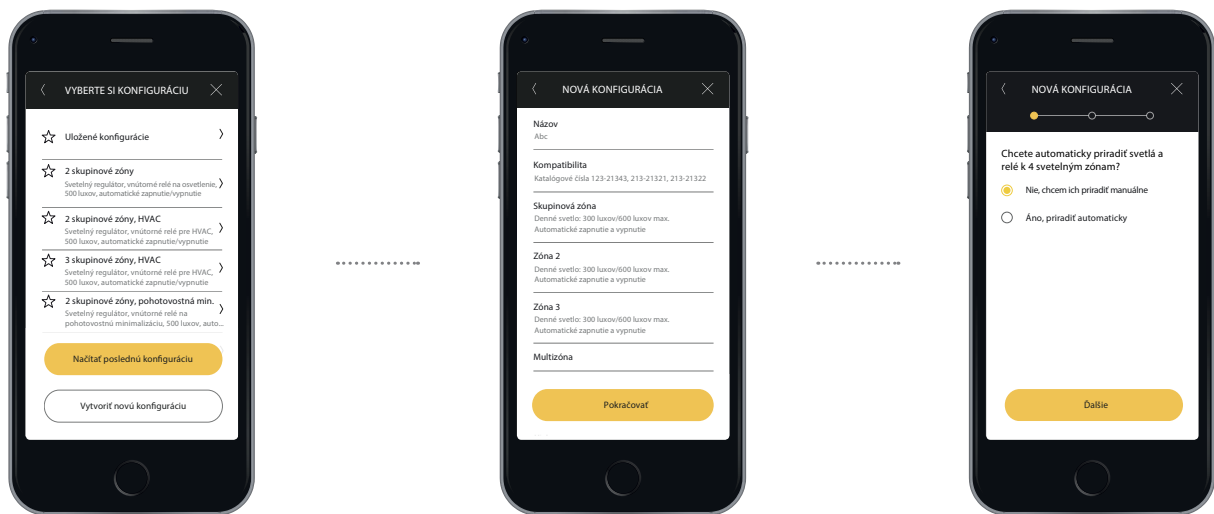 VYBERTE SI KONFIGURÁCIU
Uložené konfigurácie
2 skupinové zóny
Svetelný regulátor, vnútorné relé na osvetlenie,
500 luxov, automatické zapnutie/vypnutie
2 skupinové zóny, HVAC
Svetelný regulátor, vnútorné relé pre HVAC,
500 luxov, automatické zapnutie/vypnutie
3 skupinové zóny, HVAC
Svetelný regulátor, vnútorné relé pre HVAC,
500 luxov, automatické zapnutie/vypnutie
2 skupinové zóny, pohotovostná min.
Svetelný regulátor, vnútorné relé na
pohotovostnú minimalizáciu, 500 luxov, auto...
Načítať poslednú konfiguráciu
Vytvoriť novú konfiguráciu
NOVÁ KONFIGURÁCIA
Názov
Abc
Kompatibilita
Katalógové čísla 123-21343, 213-21321, 213-21322
Skupinová zóna
Denné svetlo: 300 luxov/600 luxov max.
Automatické zapnutie a vypnutie
Zóna 2
Denné svetlo: 300 luxov/600 luxov max.
Automatické zapnutie a vypnutie
Zóna 3
Denné svetlo: 300 luxov/600 luxov max.
Automatické zapnutie a vypnutie
Multizóna
Pokračovať
NOVÁ KONFIGURÁCIA
Chcete automaticky priradiť svetlá a
relé k 4 svetelným zónam?
Nie, chcem ich priradiť manuálne
Áno, priradiť automaticky
Ďalšie